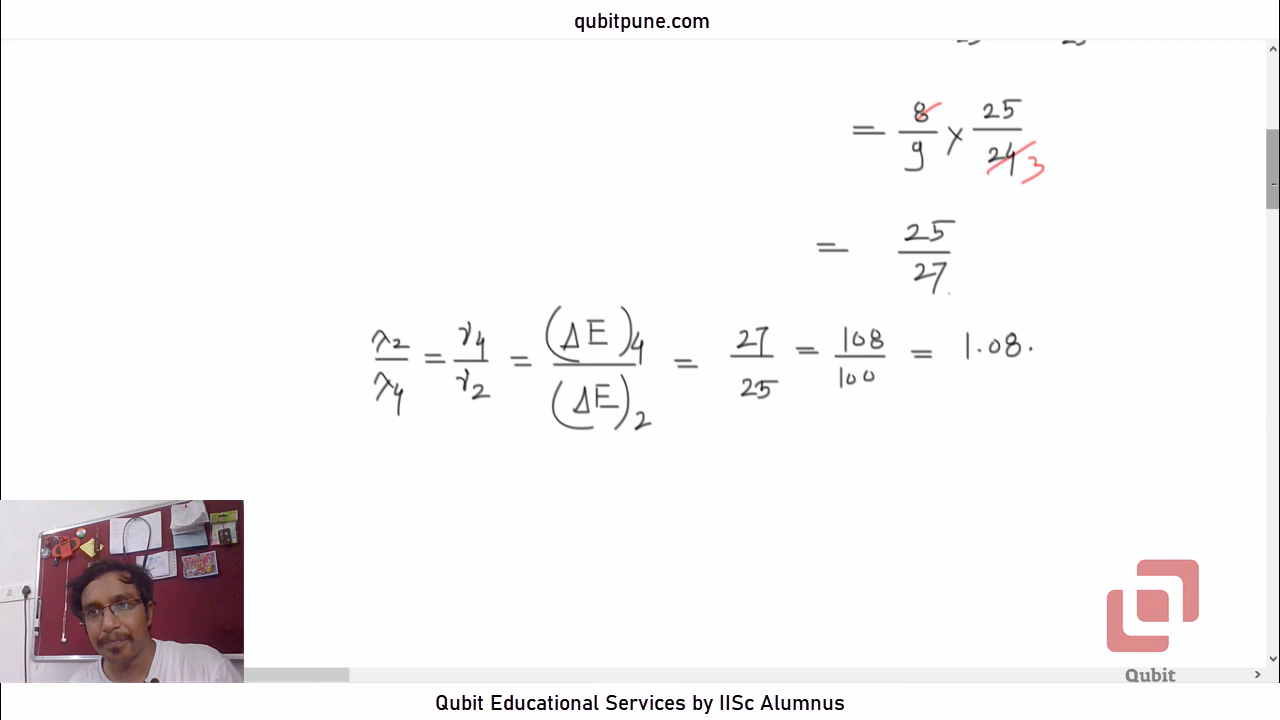 qubitpune.com
= 8/9 × 25/24 3
= 25/27
λ2/λ4 = ν4/ν2 = (ΔE)4/(ΔE)2 = 27/25 = 108/100 = 1.08.
Qubit
Qubit Educational Services by IISc Alumnus